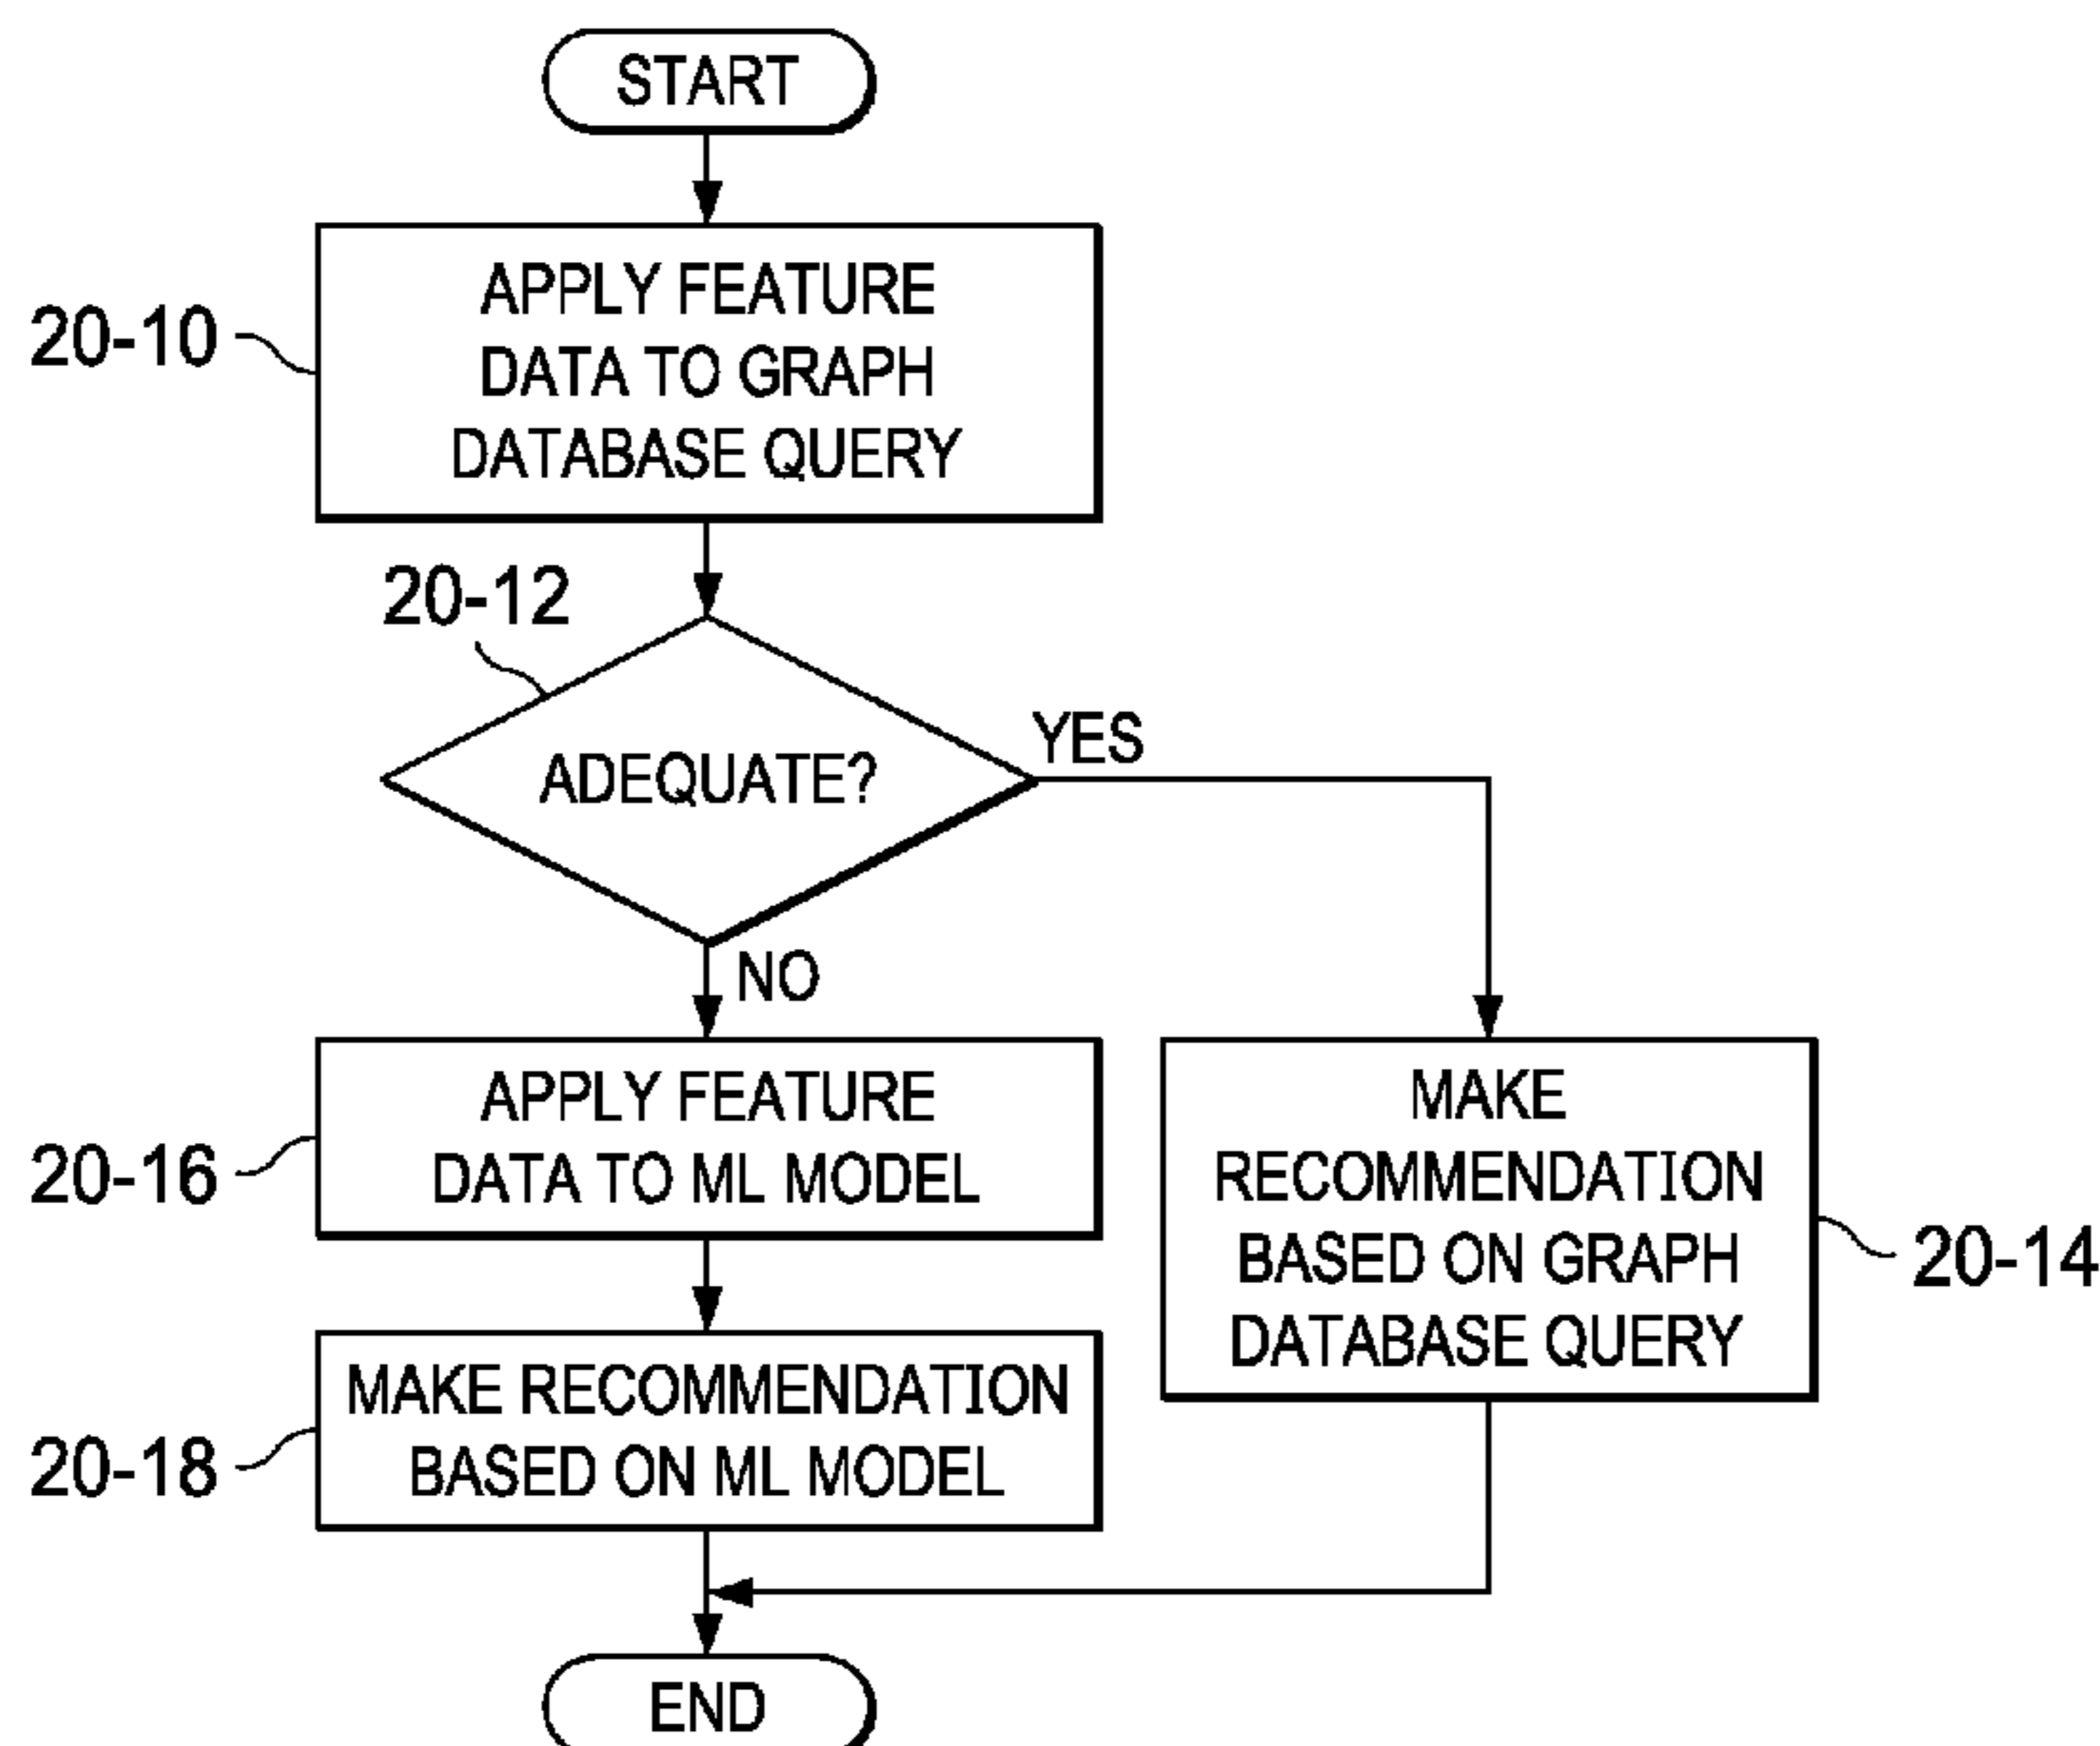 START
20-10
APPLY FEATURE
DATA TO GRAPH
DATABASE QUERY
20-12
ADEQUATE?
YES
NO
20-16
APPLY FEATURE
DATA TO ML MODEL
MAKE
RECOMMENDATION
BASED ON GRAPH
DATABASE QUERY
20-14
20-18
MAKE RECOMMENDATION
BASED ON ML MODEL
END